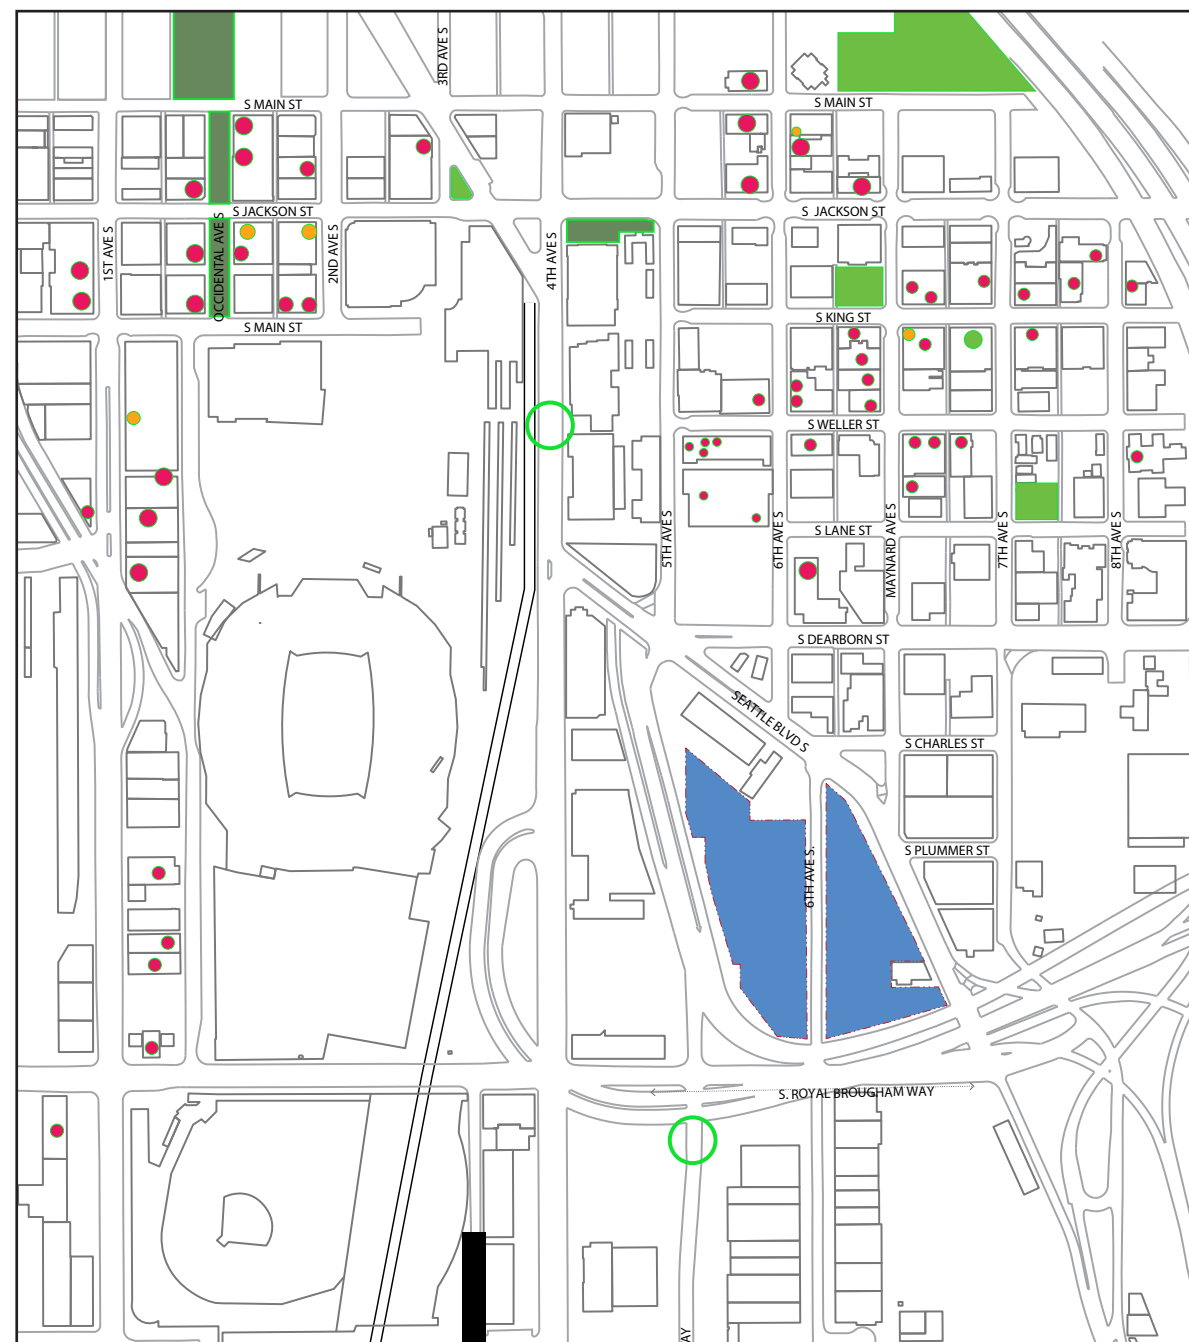 3RD AVE S
S MAIN ST
S MAIN ST
S JACKSON ST
S JACKSON ST
1ST AVE S
OCCIDENTAL AVE S
2ND AVE S
4TH AVE S
S MAIN ST
S KING ST
S WELLER ST
5TH AVE S
6TH AVE S
S LANE ST
MAYNARD AVE S
7TH AVE S
8TH AVE S
S DEARBORN ST
SEATTLE BLVD S
S CHARLES ST
6TH AVE S.
S PLUMMER ST
S. ROYAL BROUGHAM WAY
AY